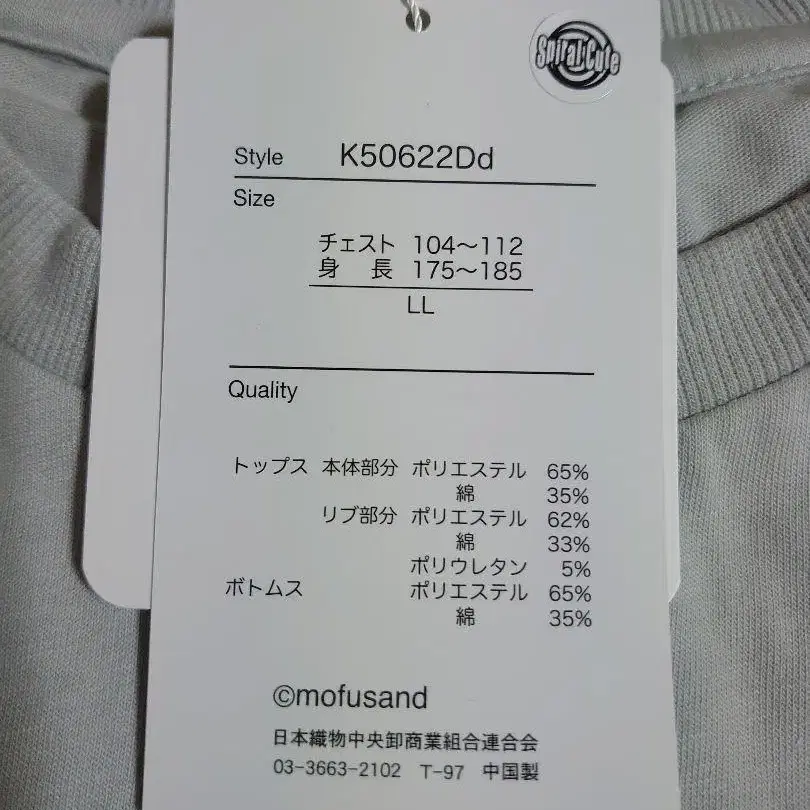 Spiral Cute
Style K50622Dd
Size
チェスト 104〜112
身 長 175〜185
LL
Quality
トップス 本体部分 ポリエステル 65%
綿 35%
リブ部分 ポリエステル 62%
綿 33%
ポリウレタン 5%
ボトムス ポリエステル 65%
綿 35%
©mofusand
日本織物中央卸商業組合連合会
03-3663-2102 T-97 中国製